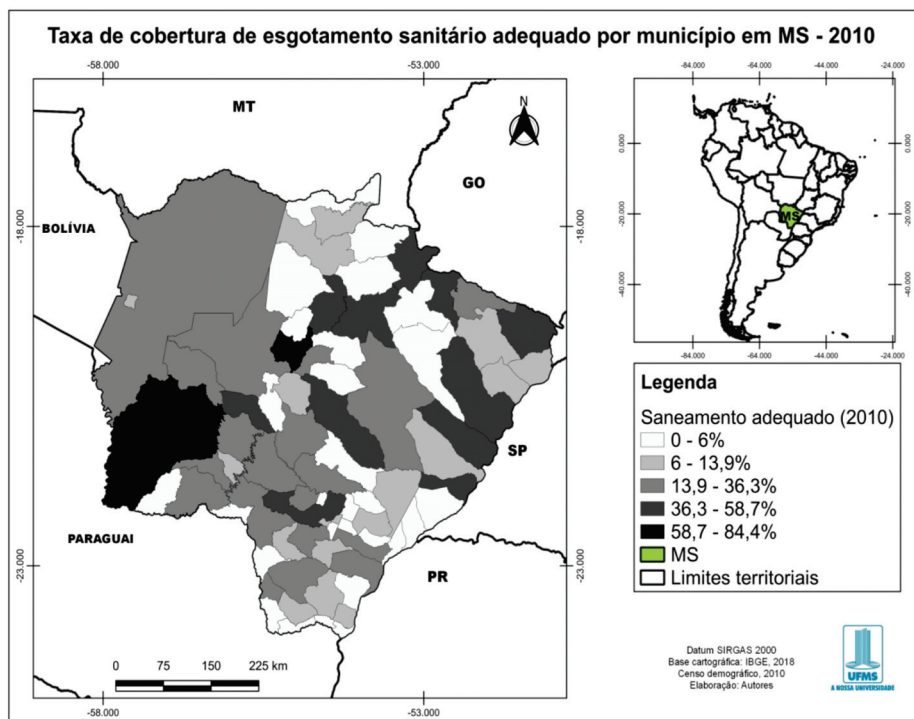 Taxa de cobertura de esgotamento sanitário adequado por município em MS - 2010
-58.000
-53.000
MT
N
GO
BOLÍVIA
-18.000
-18.000
SP
PARAGUAI
-23.000
-23.000
PR
0 75 150 225 km
-58.000
-53.000
-84.000
-64.000
-44.000
-24.000
0.000
0.000
-20.000
-20.000
MS
-40.000
-40.000
-84.000
-64.000
-44.000
-24.000
Legenda
Saneamento adequado (2010)
0 - 6%
6 - 13,9%
13,9 - 36,3%
36,3 - 58,7%
58,7 - 84,4%
MS
Limites territoriais
Datum SIRGAS 2000
Base cartográfica: IBGE, 2018
Censo demográfico, 2010
Elaboração: Autores
UFMS
A NOSSA UNIVERSIDADE